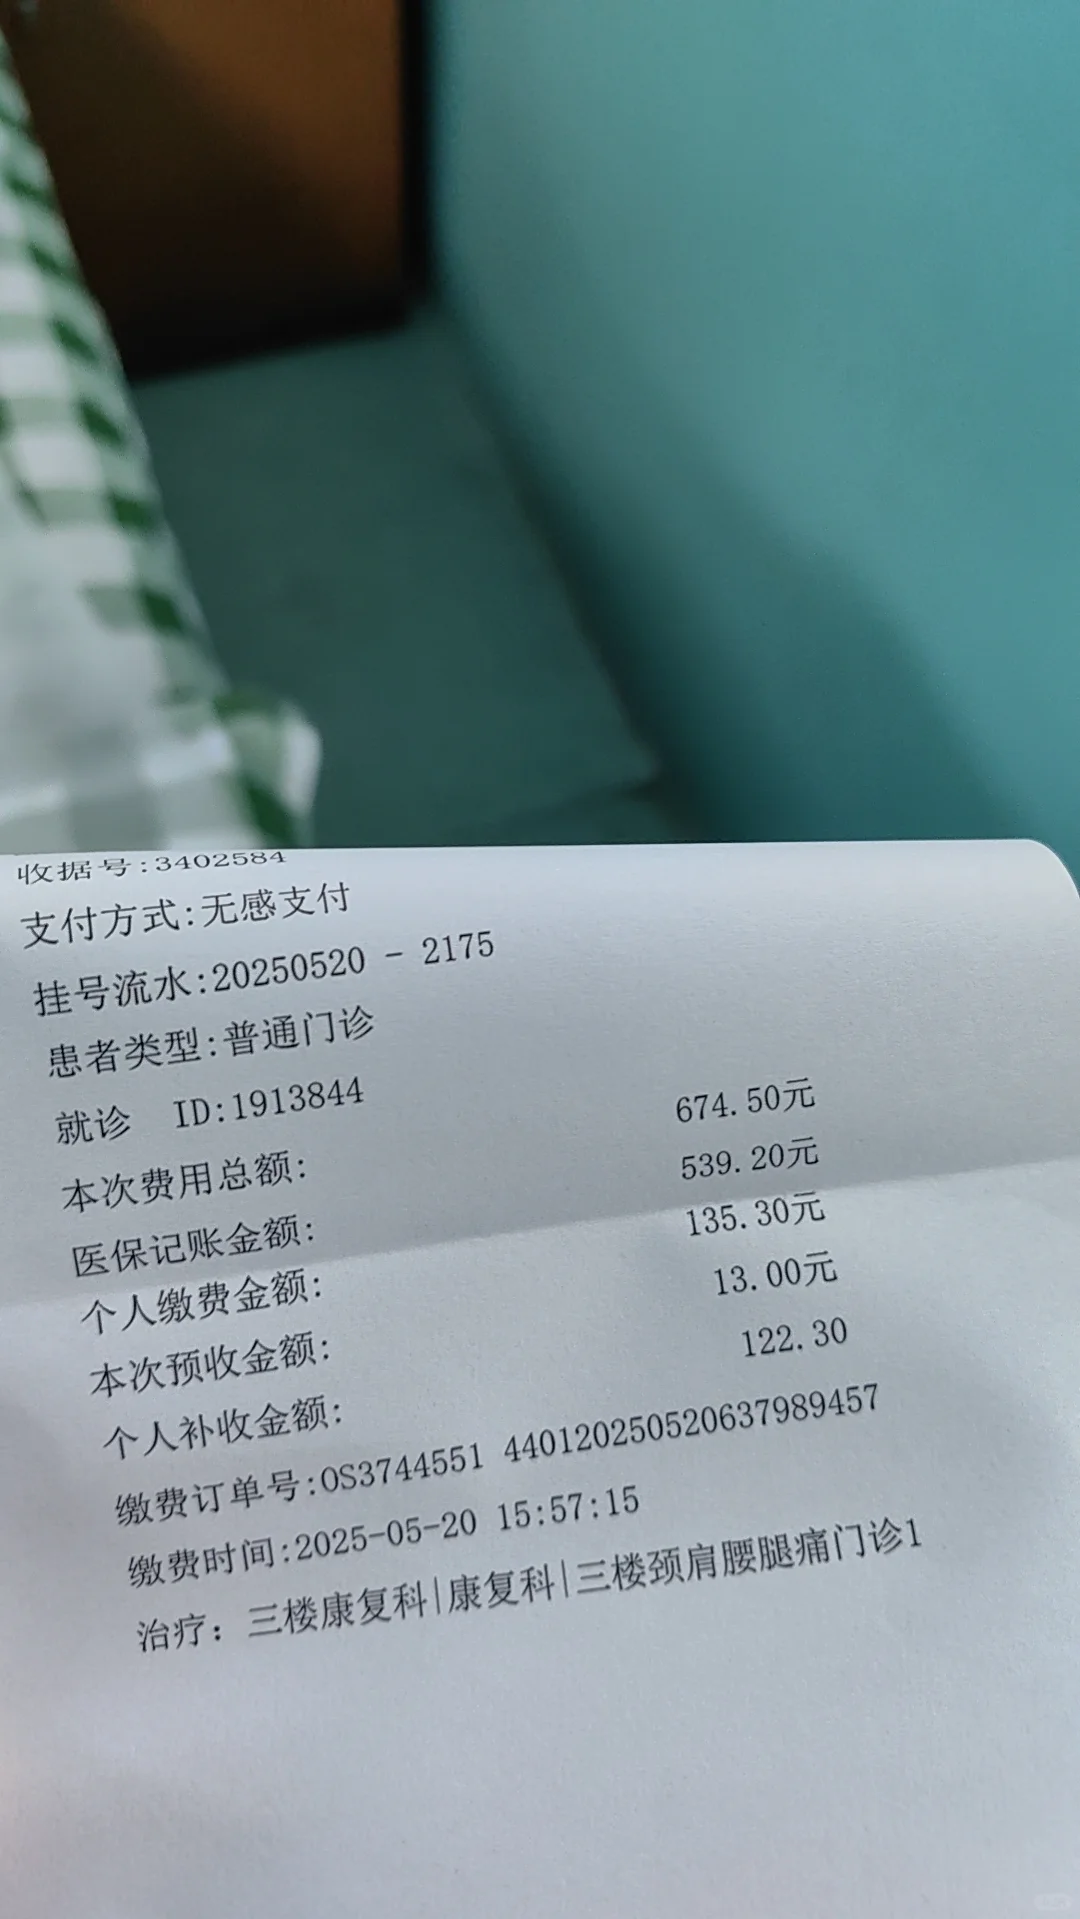 收据号:3402584
支付方式:无感支付
挂号流水:20250520 - 2175
患者类型:普通门诊
就诊 ID:1913844
本次费用总额: 674.50元
医保记账金额: 539.20元
个人缴费金额: 135.30元
本次预收金额: 13.00元
个人补收金额: 122.30
缴费订单号:OS3744551 440120250520637989457
缴费时间:2025-05-20 15:57:15
治疗: 三楼康复科|康复科|三楼颈肩腰腿痛门诊1